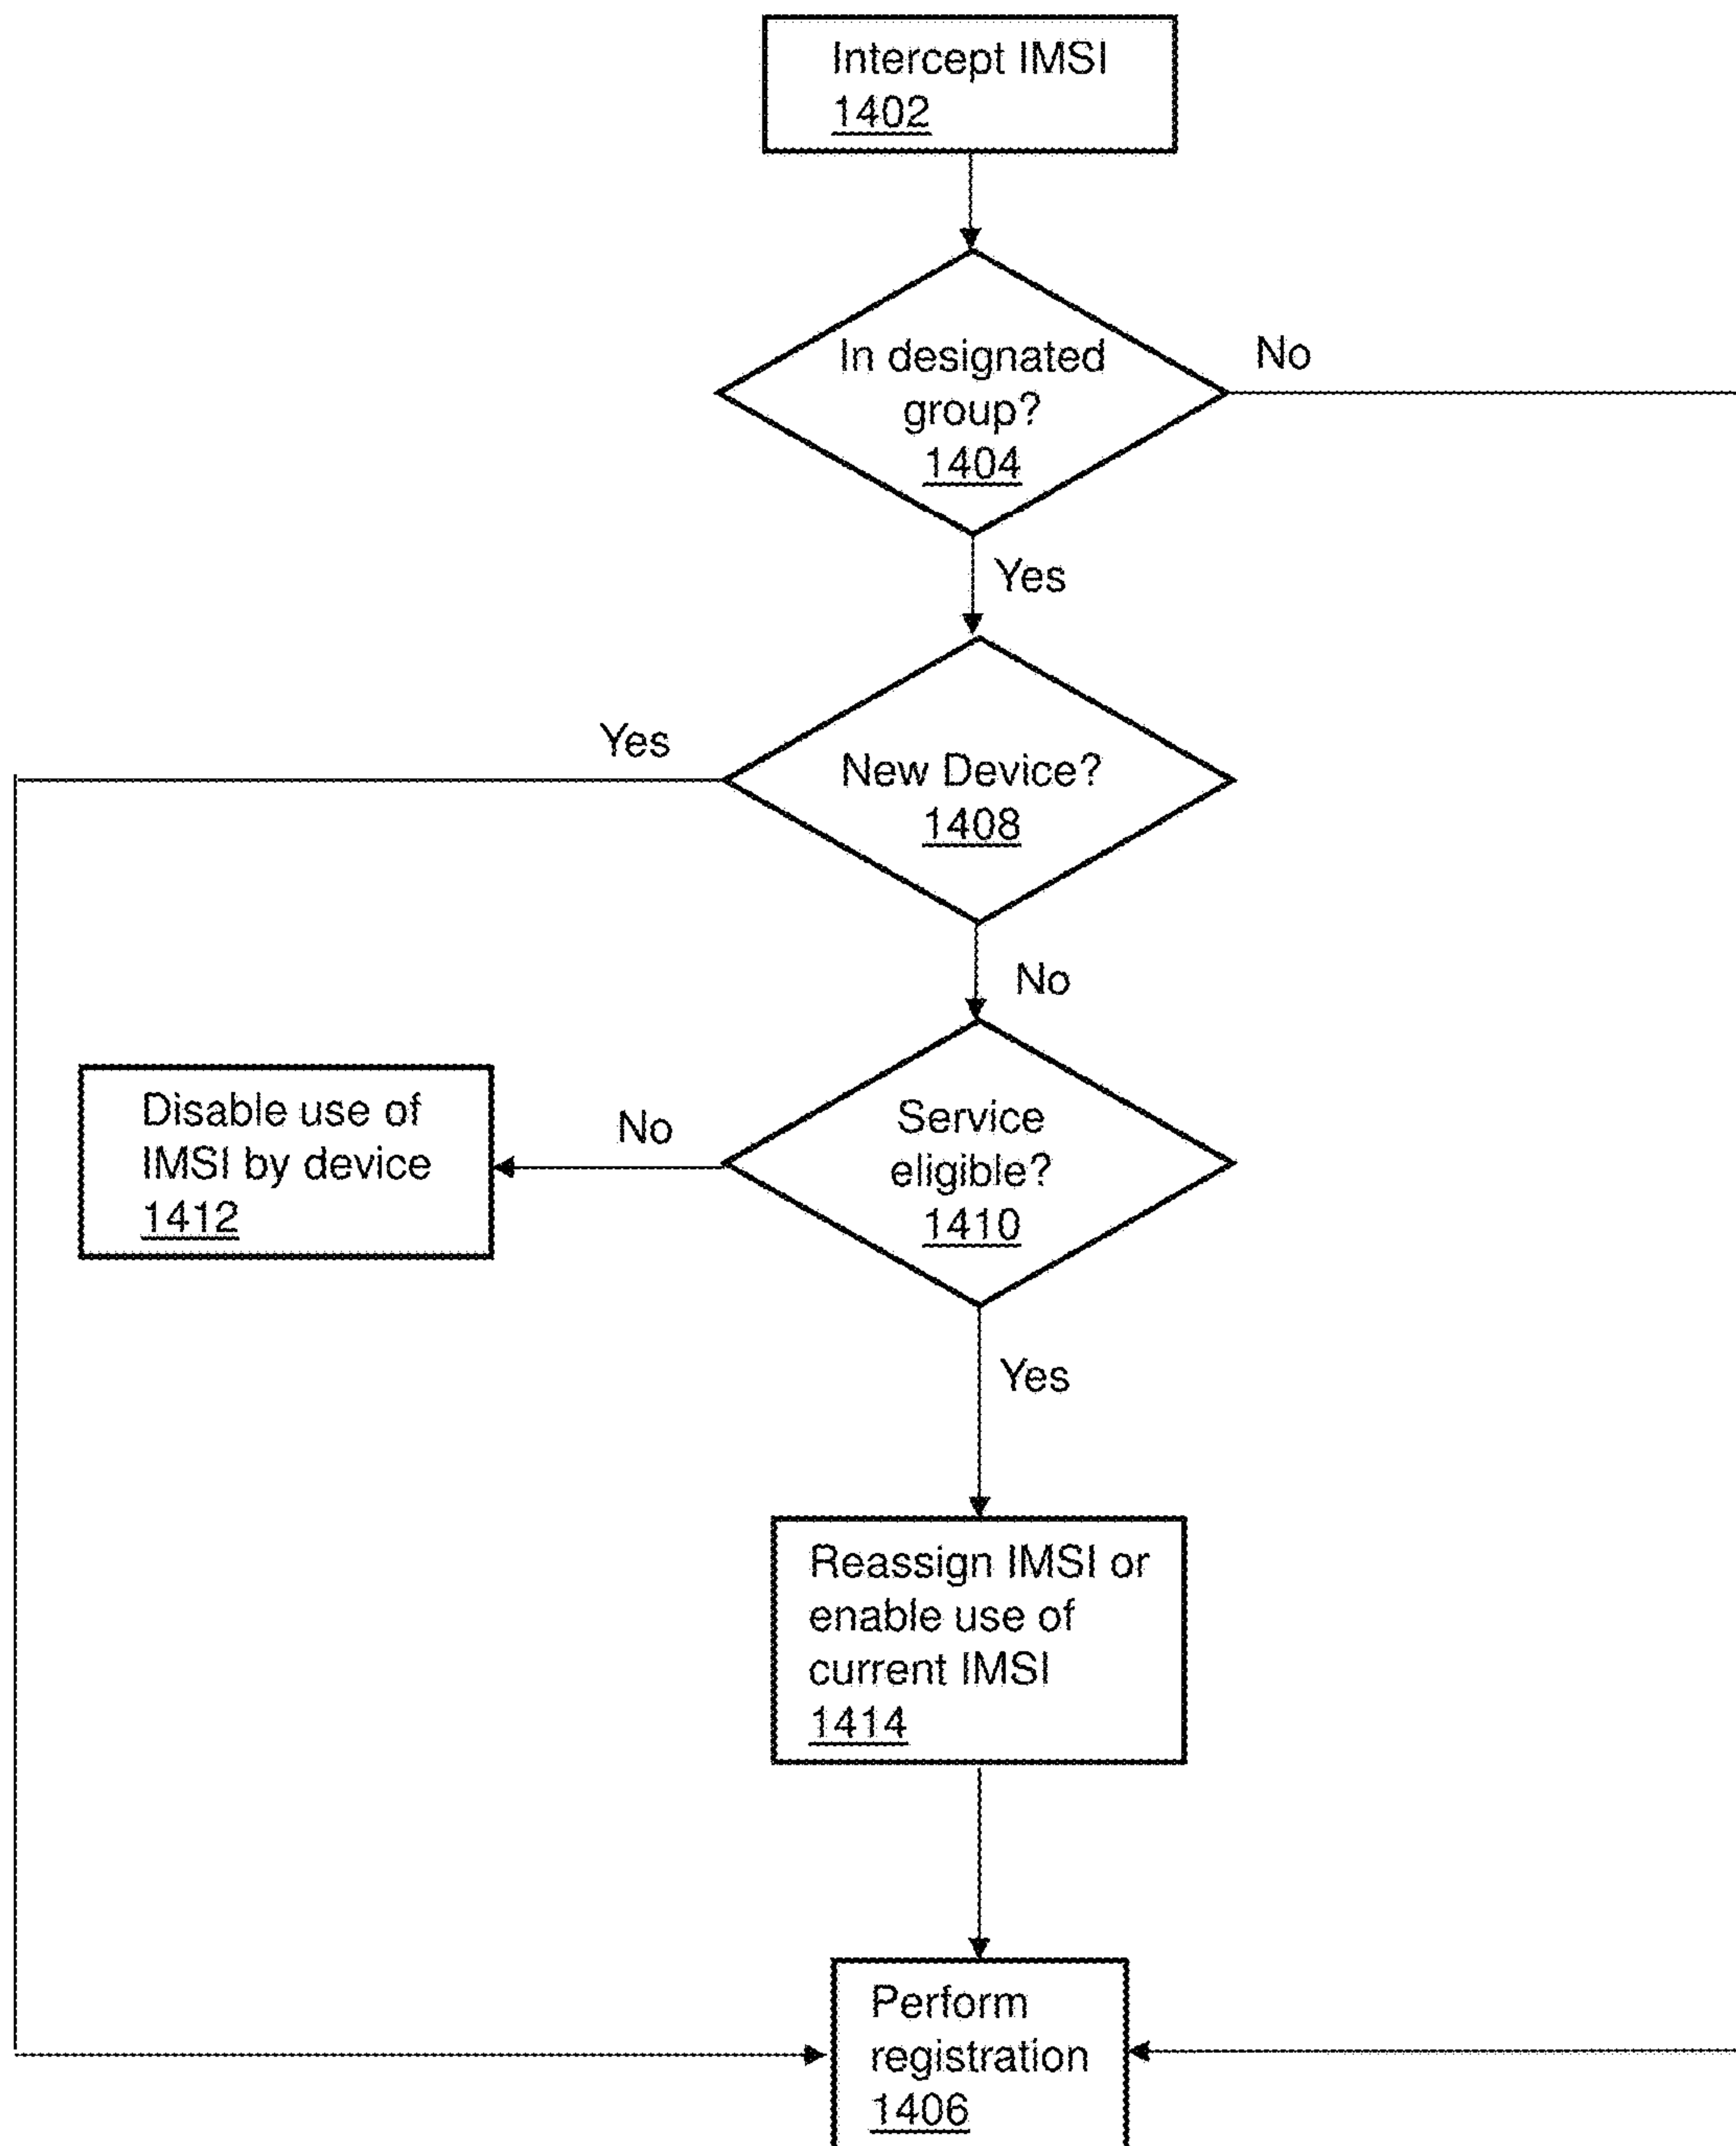 Intercept IMSI
1402
In designated
group?
1404
No
Yes
Yes
New Device?
1408
No
Disable use of
IMSI by device
1412
No
Service
eligible?
1410
Yes
Reassign IMSI or
enable use of
current IMSI
1414
Perform
registration
1406